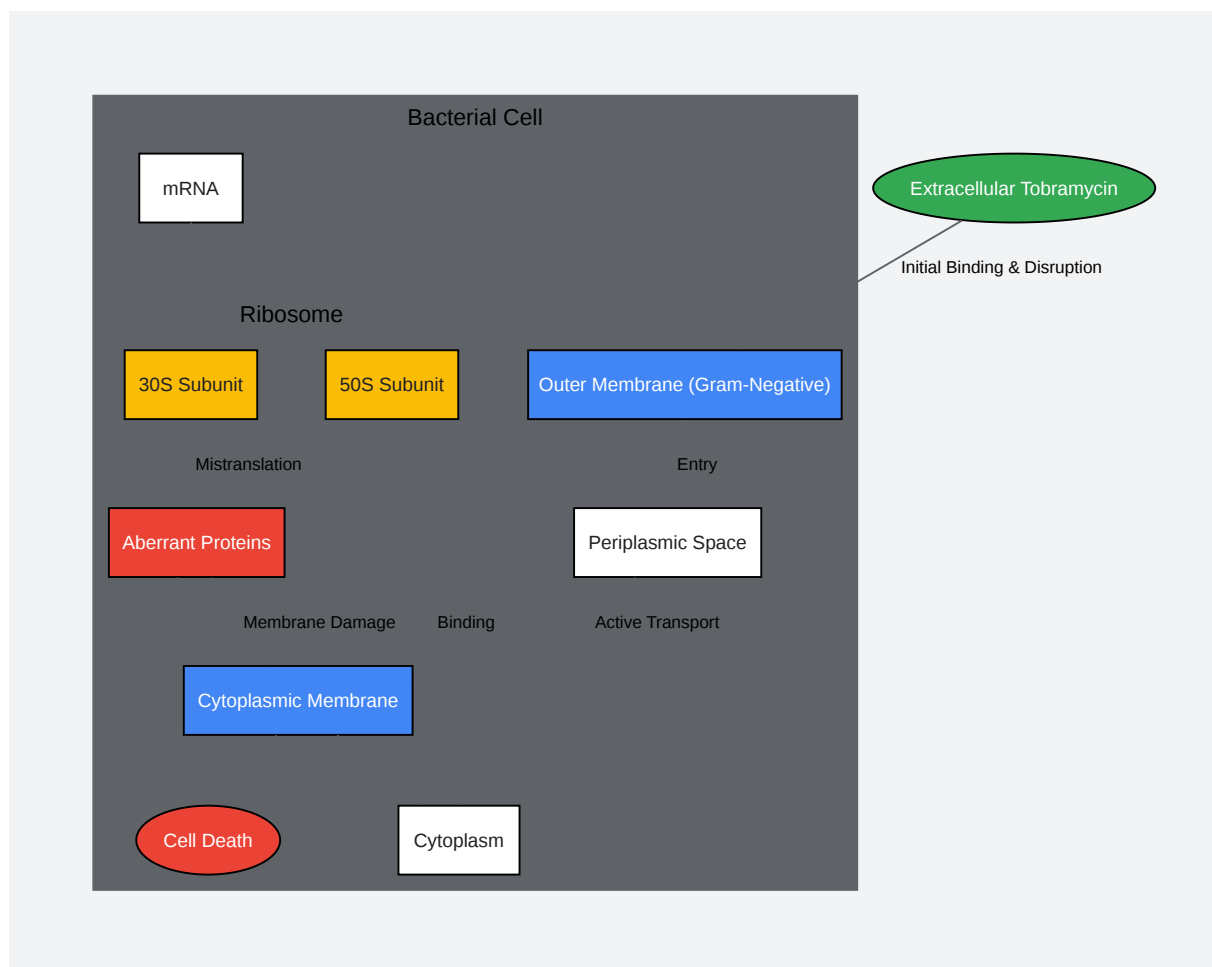 Bacterial Cell
mRNA
Extracellular Tobramycin
Initial Binding & Disruption
Ribosome
30S Subunit
50S Subunit
Outer Membrane (Gram-Negative)
Mistranslation
Entry
Aberrant Proteins
Periplasmic Space
Membrane Damage
Binding
Active Transport
Cytoplasmic Membrane
Cell Death
Cytoplasm